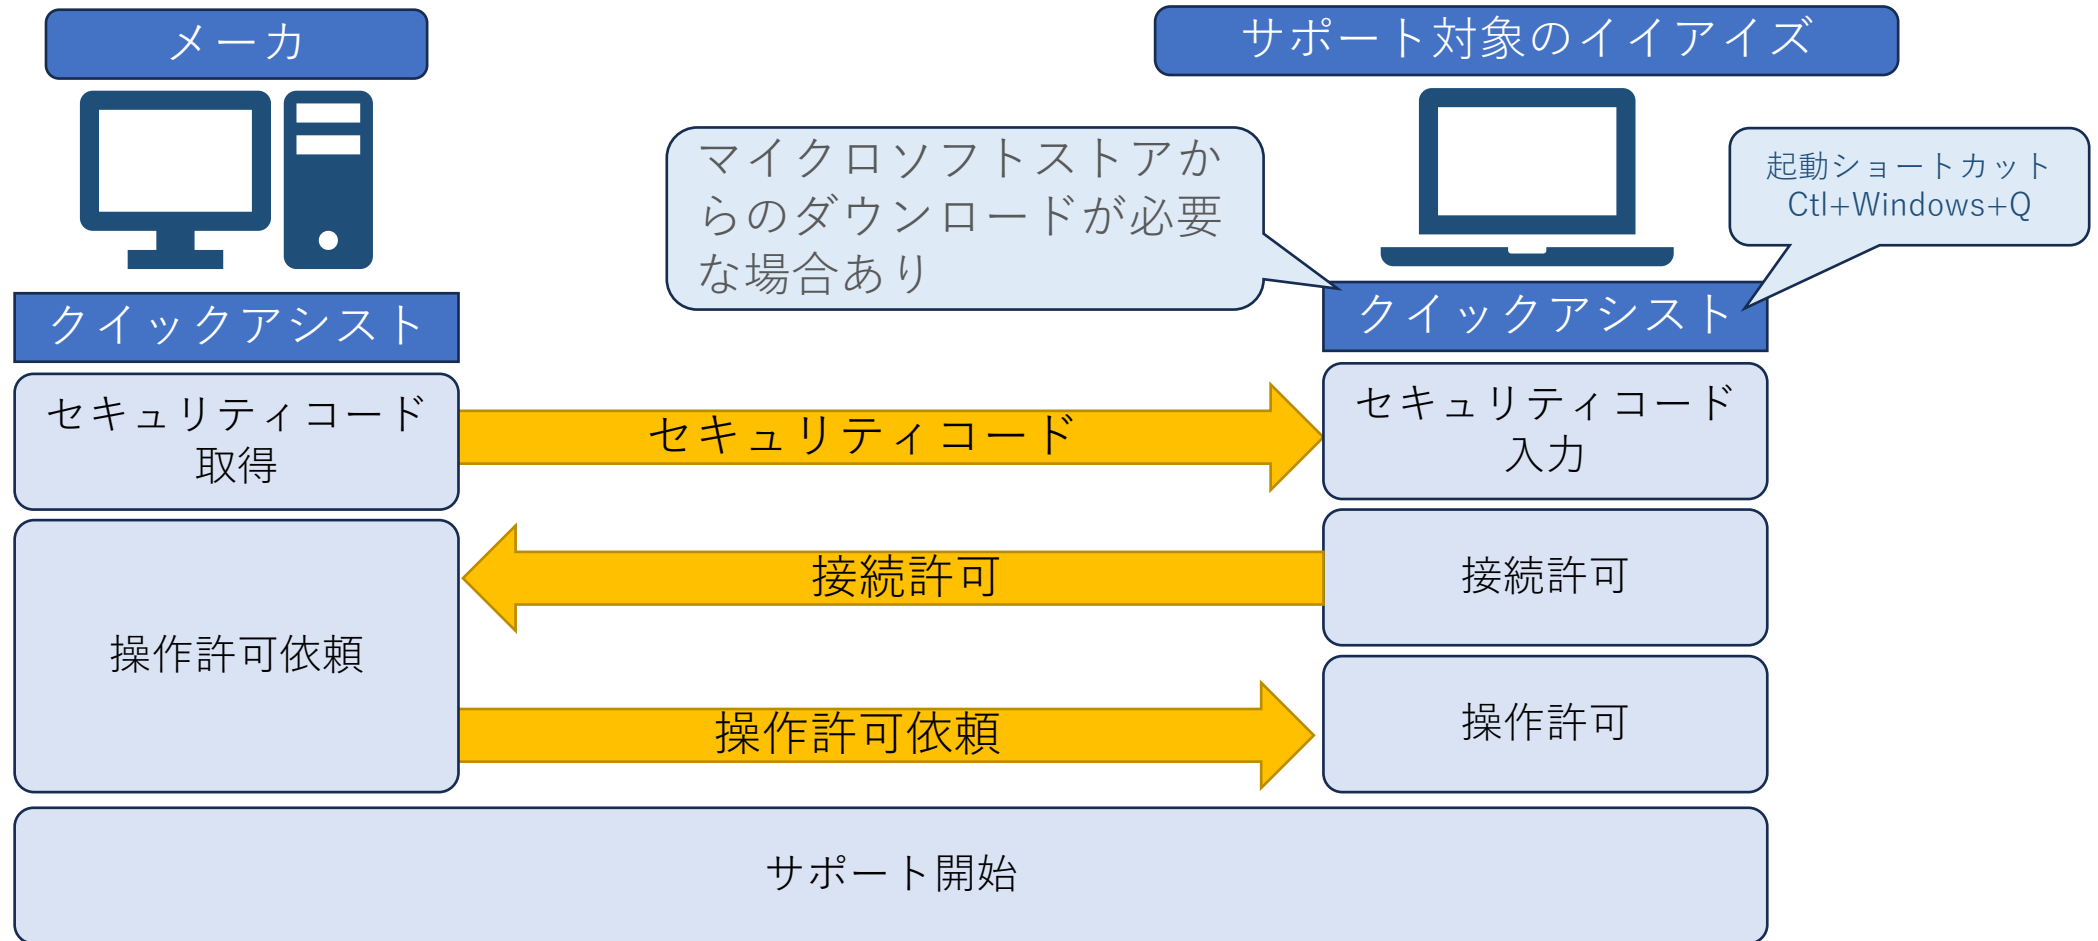 メーカ
サポート対象のイイアイズ
マイクロソフトストアか
らのダウンロードが必要
な場合あり
起動ショートカット
Ctl+Windows+Q
クイックアシスト
クイックアシスト
セキュリティコード
取得
セキュリティコード
セキュリティコード
入力
接続許可
接続許可
操作許可依頼
操作許可依頼
操作許可
サポート開始